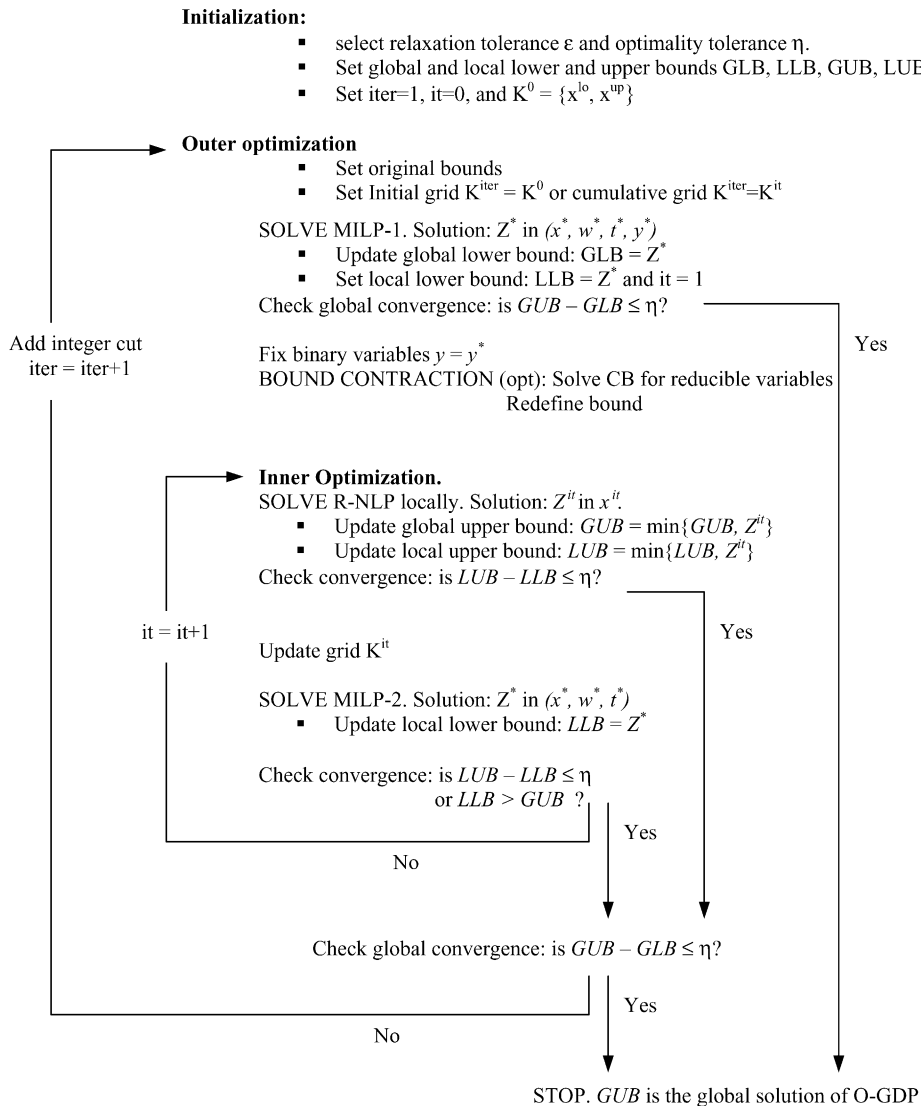 Initialization:
▪ select relaxation tolerance ε and optimality tolerance η.
▪ Set global and local lower and upper bounds GLB, LLB, GUB, LUB
▪ Set iter=1, it=0, and K⁰ = {x^lo, x^up}
Outer optimization
▪ Set original bounds
▪ Set Initial grid K^iter = K⁰ or cumulative grid K^iter=K^it
SOLVE MILP-1. Solution: Z* in (x*, w*, t*, y*)
▪ Update global lower bound: GLB = Z*
▪ Set local lower bound: LLB = Z* and it = 1
Check global convergence: is GUB – GLB ≤ η?
Yes
Add integer cut
iter = iter+1
Fix binary variables y = y*
BOUND CONTRACTION (opt): Solve CB for reducible variables
Redefine bound
Inner Optimization.
SOLVE R-NLP locally. Solution: Z^it in x^it.
▪ Update global upper bound: GUB = min{GUB, Z^it}
▪ Update local upper bound: LUB = min{LUB, Z^it}
Check convergence: is LUB – LLB ≤ η?
Yes
it = it+1
Update grid K^it
SOLVE MILP-2. Solution: Z* in (x*, w*, t*)
▪ Update local lower bound: LLB = Z*
Check convergence: is LUB – LLB ≤ η
or LLB > GUB ?
Yes
No
Check global convergence: is GUB – GLB ≤ η?
Yes
No
STOP. GUB is the global solution of O-GDP